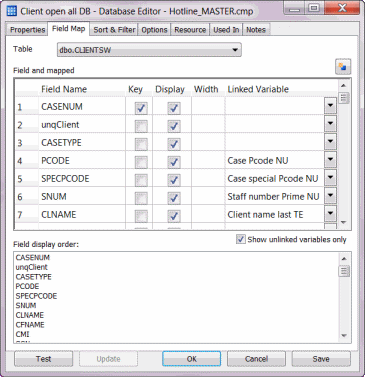 Client open all DB - Database Editor - Hotline_MASTER.cmp
Properties Field Map Sort & Filter Options Resource Used In Notes
Table dbo.CLIENTSW
Field and mapped
Field Name Key Display Width Linked Variable
1 CASENUM
2 unqClient
3 CASETYPE
4 PCODE Case Pcode NU
5 SPECPCODE Case special Pcode NU
6 SNUM Staff number Prime NU
7 CLNAME Client name last TE
Field display order:
Show unlinked variables only
CASENUM
unqClient
CASETYPE
PCODE
SPECPCODE
SNUM
CLNAME
CFNAME
CMI
Test Update OK Cancel Save